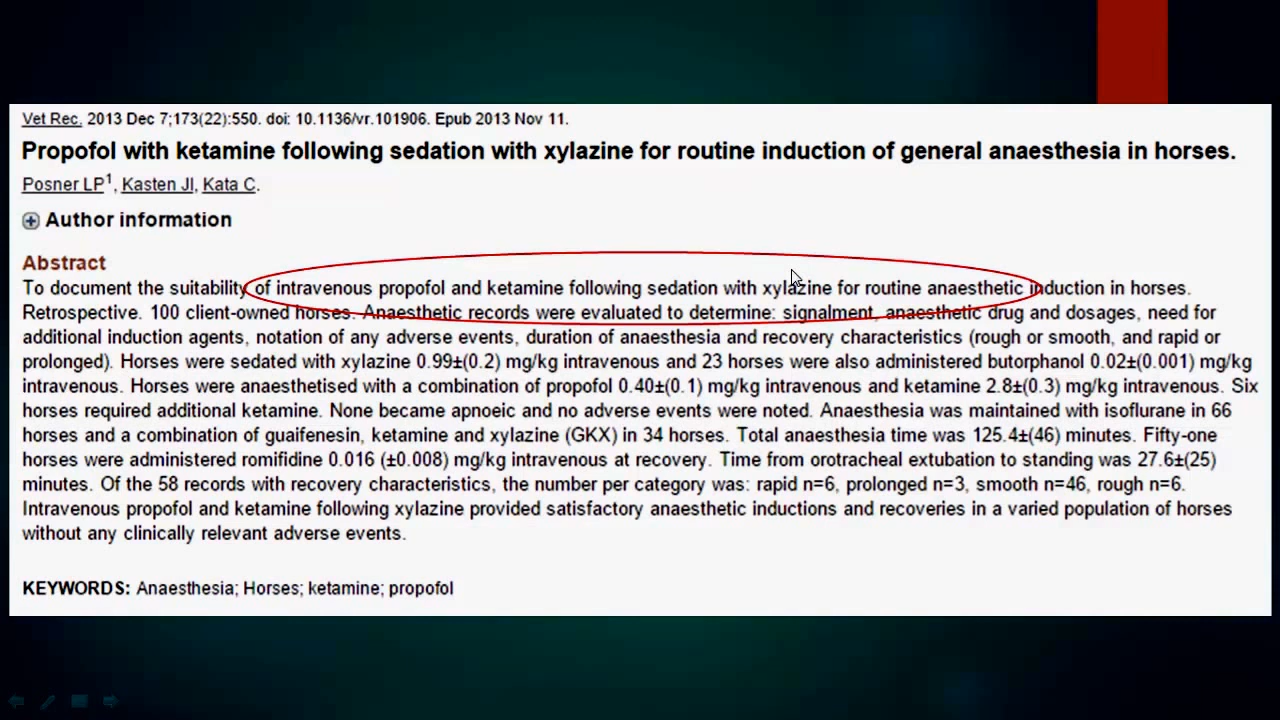 Vet Rec. 2013 Dec 7;173(22):550. doi: 10.1136/vr.101906. Epub 2013 Nov 11.
Propofol with ketamine following sedation with xylazine for routine induction of general anaesthesia in horses.
Posner LP1, Kasten JI, Kata C.
Author information
Abstract
To document the suitability of intravenous propofol and ketamine following sedation with xylazine for routine anaesthetic induction in horses.
Retrospective. 100 client-owned horses. Anaesthetic records were evaluated to determine: signalment, anaesthetic drug and dosages, need for
additional induction agents, notation of any adverse events, duration of anaesthesia and recovery characteristics (rough or smooth, and rapid or
prolonged). Horses were sedated with xylazine 0.99±(0.2) mg/kg intravenous and 23 horses were also administered butorphanol 0.02±(0.001) mg/kg
intravenous. Horses were anaesthetised with a combination of propofol 0.40±(0.1) mg/kg intravenous and ketamine 2.8±(0.3) mg/kg intravenous. Six
horses required additional ketamine. None became apnoeic and no adverse events were noted. Anaesthesia was maintained with isoflurane in 66
horses and a combination of guaifenesin, ketamine and xylazine (GKX) in 34 horses. Total anaesthesia time was 125.4±(46) minutes. Fifty-one
horses were administered romifidine 0.016 (±0.008) mg/kg intravenous at recovery. Time from orotracheal extubation to standing was 27.6±(25)
minutes. Of the 58 records with recovery characteristics, the number per category was: rapid n=6, prolonged n=3, smooth n=46, rough n=6.
Intravenous propofol and ketamine following xylazine provided satisfactory anaesthetic inductions and recoveries in a varied population of horses
without any clinically relevant adverse events.
KEYWORDS: Anaesthesia; Horses; ketamine; propofol